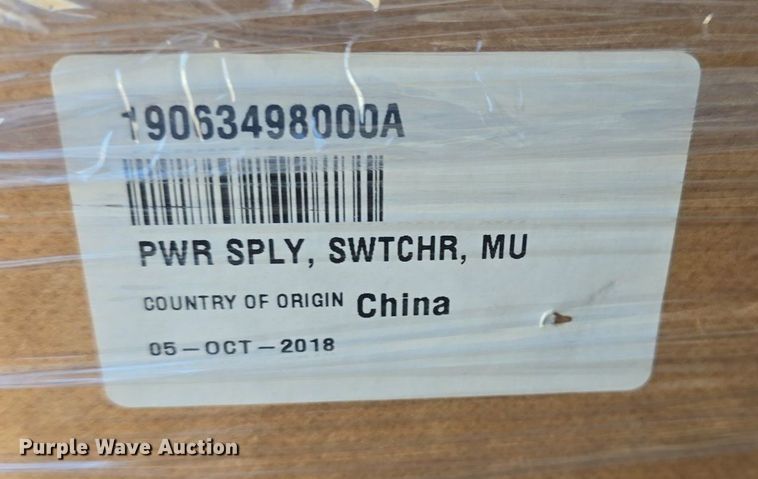 19063498000A
PWR SPLY, SWTCHR, MU
COUNTRY OF ORIGIN China
05-OCT-2018
Purple Wave Auction